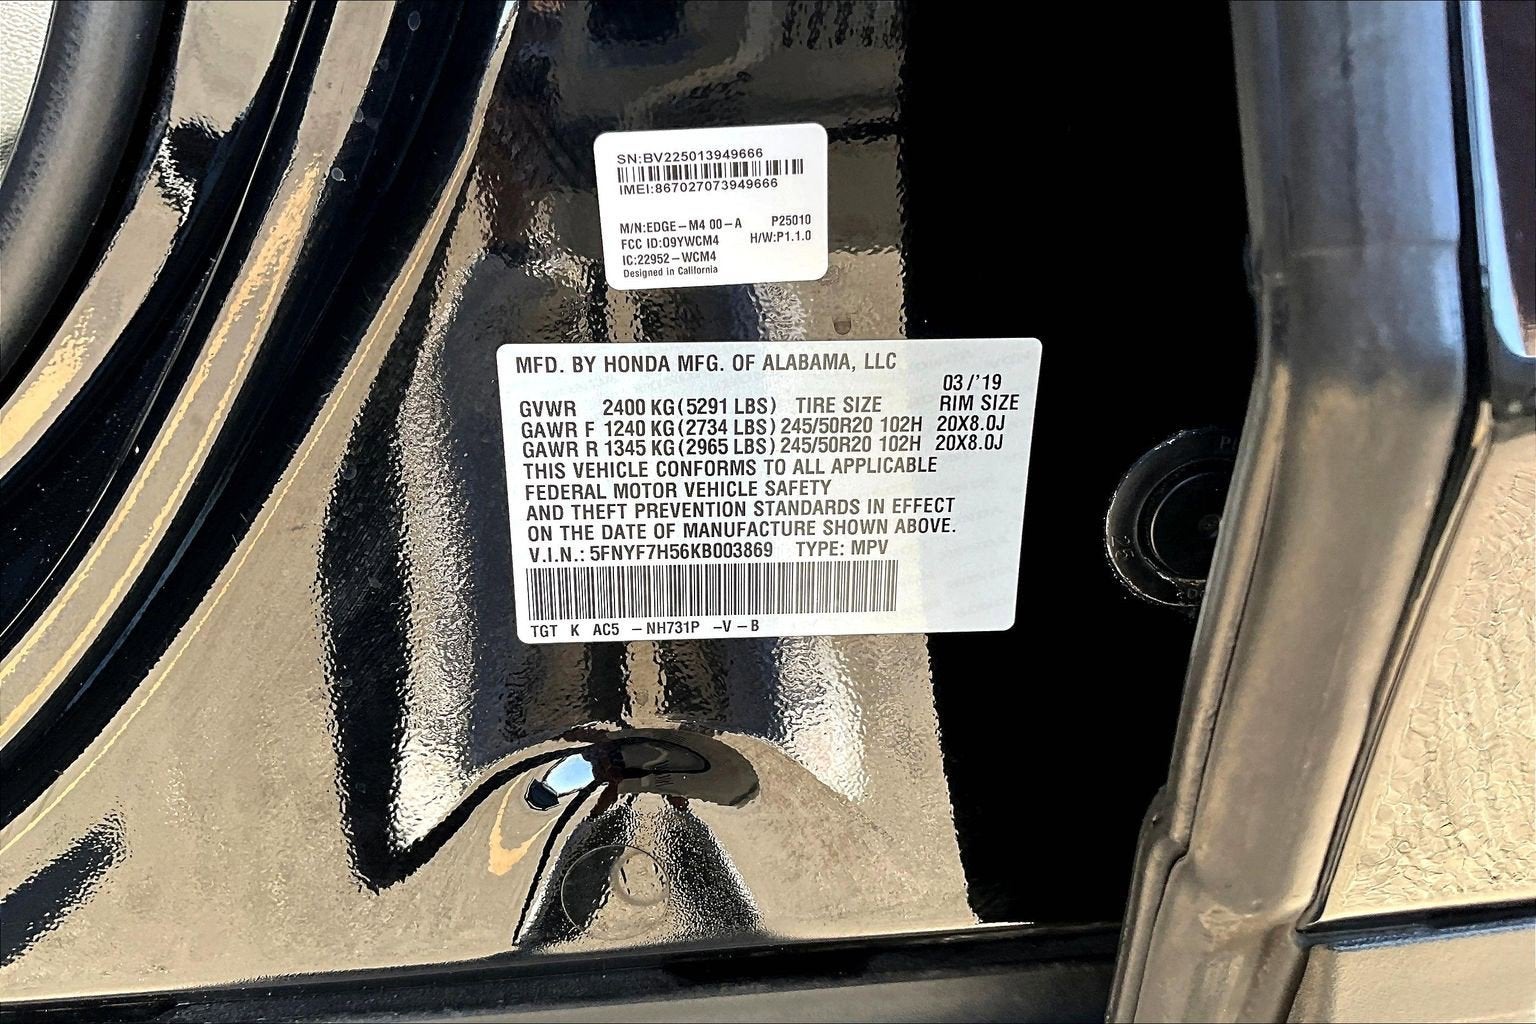 SN:BV225013949666
IMEI:867027073949666
M/N:EDGE-M4 00-A P25010
FCC ID:O9YWCM4 H/W:P1.1.0
IC:22952-WCM4
Designed in California
MFD. BY HONDA MFG. OF ALABAMA, LLC
03/'19
GVWR 2400 KG(5291 LBS) TIRE SIZE RIM SIZE
GAWR F 1240 KG(2734 LBS) 245/50R20 102H 20X8.0J
GAWR R 1345 KG(2965 LBS) 245/50R20 102H 20X8.0J
THIS VEHICLE CONFORMS TO ALL APPLICABLE
FEDERAL MOTOR VEHICLE SAFETY
AND THEFT PREVENTION STANDARDS IN EFFECT
ON THE DATE OF MANUFACTURE SHOWN ABOVE.
V.I.N.: 5FNYF7H56KB003869 TYPE: MPV
TGT K AC5 -NH731P -V-B